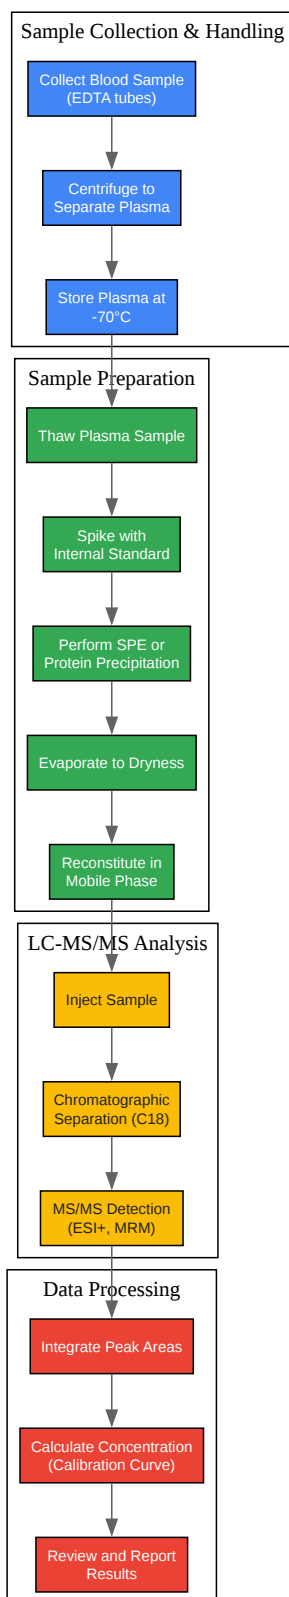 Sample Collection & Handling
Collect Blood Sample
(EDTA tubes)
Centrifuge to
Separate Plasma
Store Plasma at
-70°C
Sample Preparation
Thaw Plasma Sample
Spike with
Internal Standard
Perform SPE or
Protein Precipitation
Evaporate to Dryness
Reconstitute in
Mobile Phase
LC-MS/MS Analysis
Inject Sample
Chromatographic
Separation (C18)
MS/MS Detection
(ESI+, MRM)
Data Processing
Integrate Peak Areas
Calculate Concentration
(Calibration Curve)
Review and Report
Results